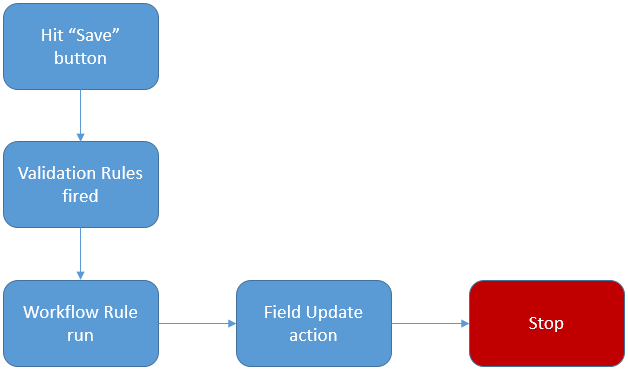 Hit “Save”
button
Validation Rules
fired
Workflow Rule
run
Field Update
action
Stop